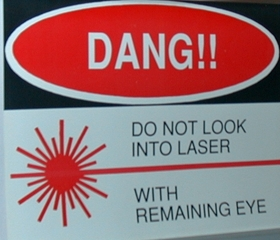 DANG!!
DO NOT LOOK
INTO LASER
WITH
REMAINING EYE